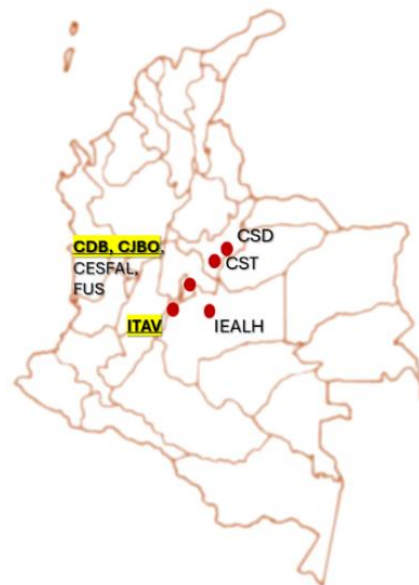 CSD
CDB, CJBO,
CST
CESFAL,
FUS
ITAV
IEALH